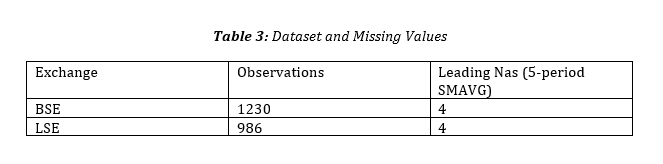 Table 3: Dataset and Missing Values
Exchange Observations Leading Nas (5-period
SMAVG)
BSE 1230 4
LSE 986 4